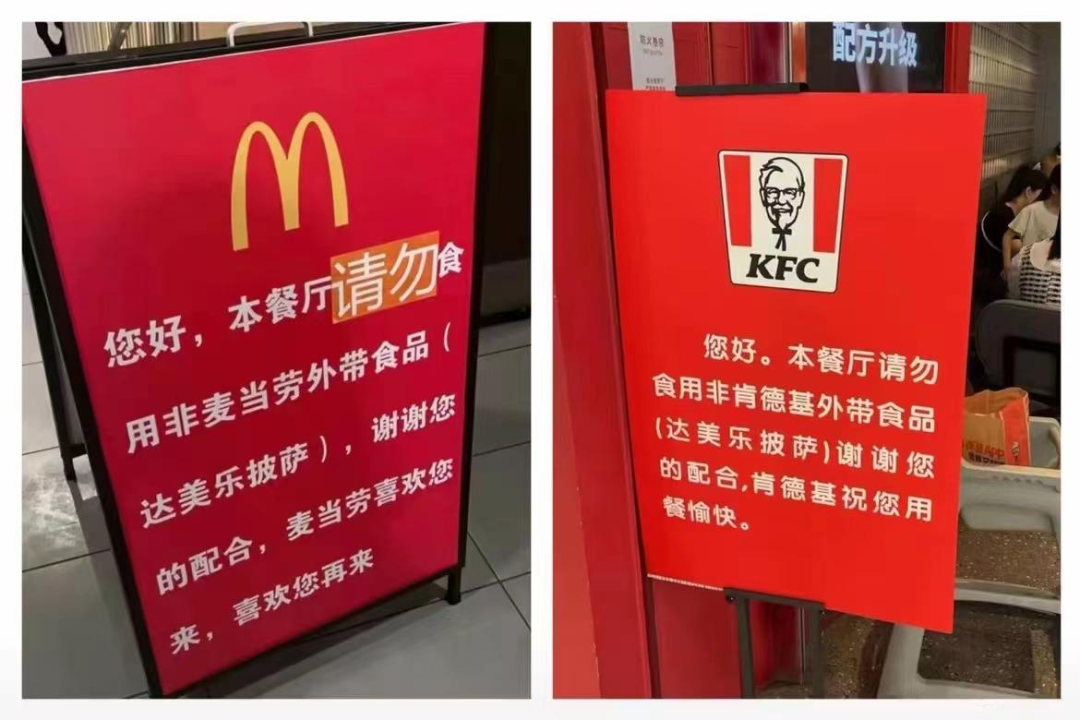 您好，本餐厅请勿食
用非麦当劳外带食品（
达美乐披萨），谢谢您
的配合，麦当劳喜欢您
来，喜欢您再来
配方升级
KFC
您好。本餐厅请勿
食用非肯德基外带食品
(达美乐披萨)谢谢您
的配合,肯德基祝您用
餐愉快。